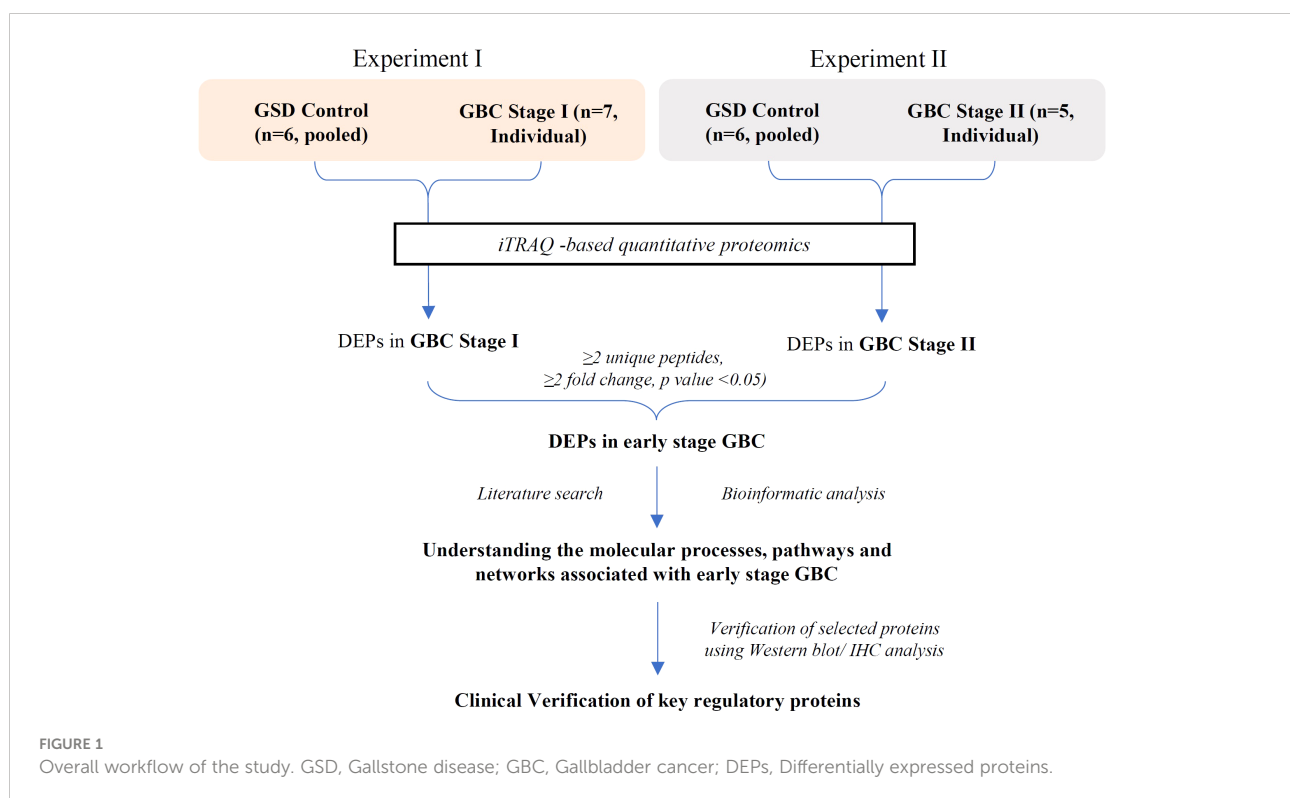 Experiment I
Experiment II
GSD Control
(n=6, pooled)
GBC Stage I (n=7,
Individual)
GSD Control
(n=6, pooled)
GBC Stage II (n=5,
Individual)
iTRAQ -based quantitative proteomics
DEPs in GBC Stage I
DEPs in GBC Stage II
≥2 unique peptides,
≥2 fold change, p value <0.05)
DEPs in early stage GBC
Literature search
Bioinformatic analysis
Understanding the molecular processes, pathways and
networks associated with early stage GBC
Verification of selected proteins
using Western blot/ IHC analysis
Clinical Verification of key regulatory proteins
FIGURE 1
Overall workflow of the study. GSD, Gallstone disease; GBC, Gallbladder cancer; DEPs, Differentially expressed proteins.